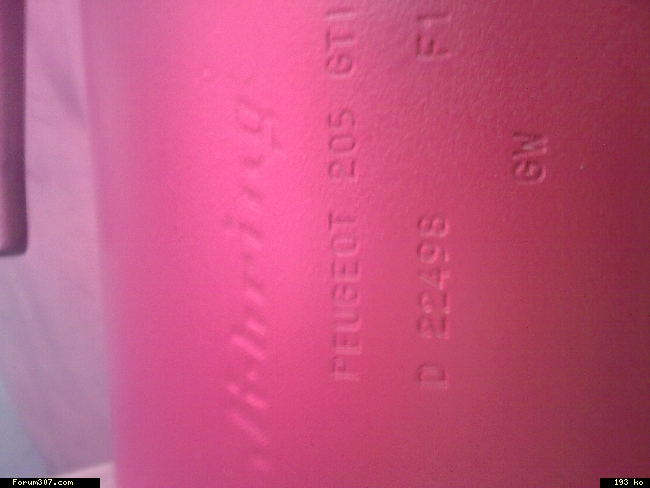 PEUGEOT 205 GTI
D 22498 F1
GW
Forum307.com
193 ko